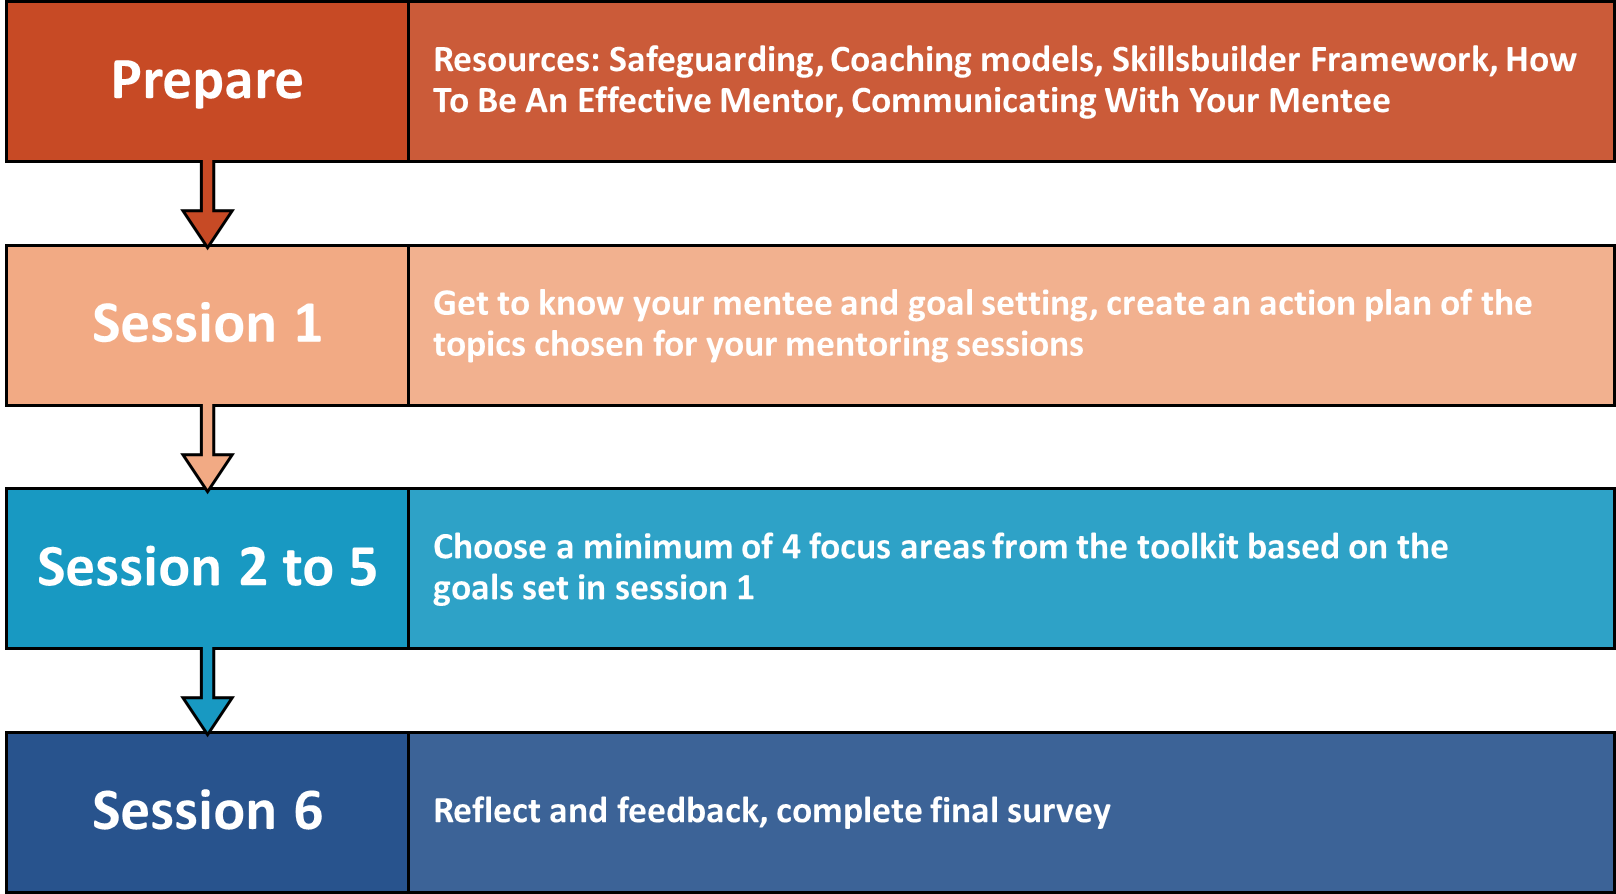 Prepare
Resources: Safeguarding, Coaching models, Skillsbuilder Framework, How
To Be An Effective Mentor, Communicating With Your Mentee
Session 1
Get to know your mentee and goal setting, create an action plan of the
topics chosen for your mentoring sessions
Session 2 to 5
Choose a minimum of 4 focus areas from the toolkit based on the
goals set in session 1
Session 6
Reflect and feedback, complete final survey